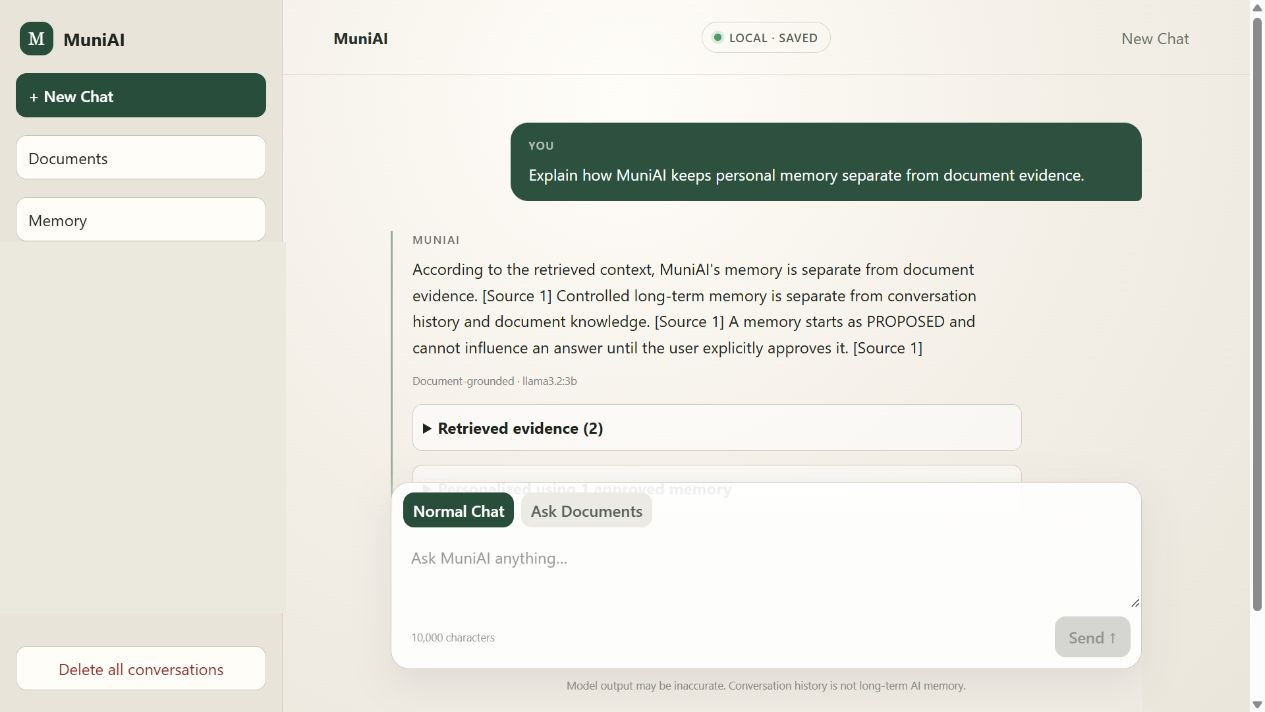 M MuniAI
+ New Chat
Documents
Memory
Delete all conversations
MuniAI
LOCAL · SAVED
New Chat
YOU
Explain how MuniAI keeps personal memory separate from document evidence.
MUNIAI
According to the retrieved context, MuniAI's memory is separate from document
evidence. [Source 1] Controlled long-term memory is separate from conversation
history and document knowledge. [Source 1] A memory starts as PROPOSED and
cannot influence an answer until the user explicitly approves it. [Source 1]
Document-grounded · llama3.2:3b
▶ Retrieved evidence (2)
▶ Personalized using 1 approved memory
Normal Chat Ask Documents
Ask MuniAI anything...
10,000 characters
Send ↑
Model output may be inaccurate. Conversation history is not long-term AI memory.